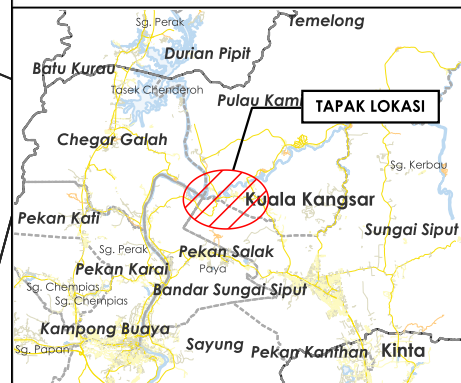 Temelong
Sg. Perak
Durian Pipit
Batu Kurau
Tasek Chenderoh
Pulau Kam
TAPAK LOKASI
Chegar Galah
Sg. Kerbau
Kuala Kangsar
Pekan Kati
Sungai Siput
Sg. Perak
Pekan Salak
Pekan Karai
Paya
Sg. Chempias
Bandar Sungai Siput
Sg. Chempias
Kampong Buaya
Sayung
Sg. Papan
Pekan Kanthan
Kinta